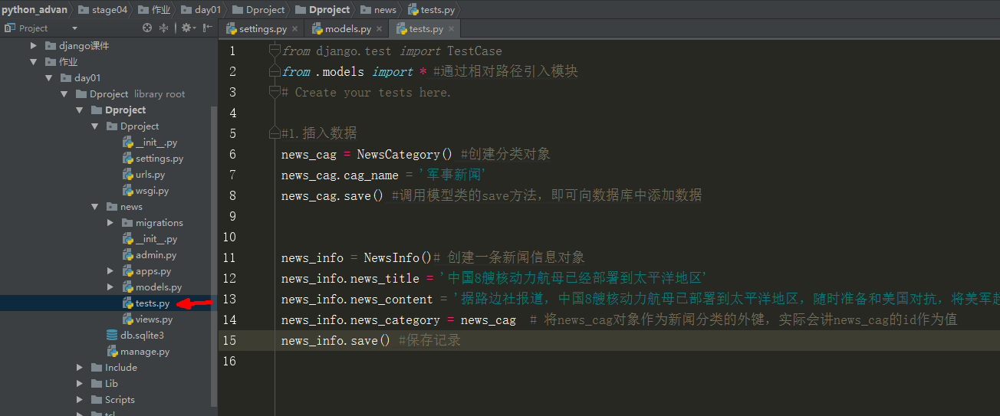 python_advan stage04 作业 day01 Dproject Dproject news tests.py
Project
settings.py models.py tests.py
django课件
作业
day01
Dproject library root
Dproject
Dproject
__init__.py
settings.py
urls.py
wsgi.py
news
migrations
__init__.py
admin.py
apps.py
models.py
tests.py
views.py
db.sqlite3
manage.py
Include
Lib
Scripts
tcl
1 from django.test import TestCase
2 from .models import * #通过相对路径引入模块
3 # Create your tests here.
4
5 #1.插入数据
6 news_cag = NewsCategory() #创建分类对象
7 news_cag.cag_name = '军事新闻'
8 news_cag.save() #调用模型类的save方法，即可向数据库中添加数据
9
10
11 news_info = NewsInfo()# 创建一条新闻信息对象
12 news_info.news_title = '中国8艘核动力航母已经部署到太平洋地区'
13 news_info.news_content = '据路边社报道，中国8艘核动力航母已部署到太平洋地区，随时准备和美国对抗，将美军赶
14 news_info.news_category = news_cag # 将news_cag对象作为新闻分类的外键，实际会讲news_cag的id作为值
15 news_info.save() #保存记录
16